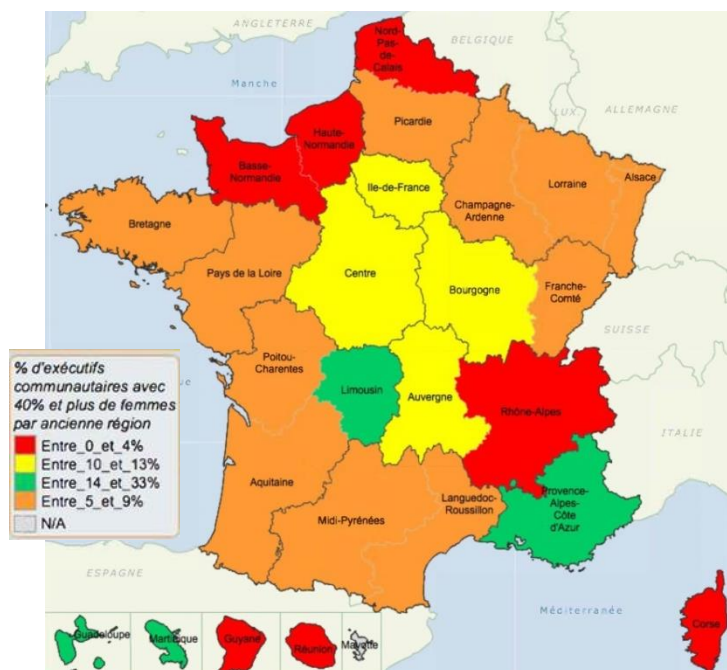 ANGLETERRE
BELGIQUE
Nord-
Pas-
de-
Calais
Manche
LUX.
ALLEMAGNE
Picardie
Haute-
Normandie
Basse-
Normandie
Ile-de-France
Champagne-
Ardenne
Lorraine
Alsace
Bretagne
Pays de la Loire
Centre
Bourgogne
Franche-
Comté
SUISSE
Poitou-
Charentes
Limousin
Auvergne
Rhône-Alpes
ITALIE
% d'exécutifs
communautaires avec
40% et plus de femmes
par ancienne région
Entre_0_et_4%
Entre_10_et_13%
Entre_14_et_33%
Entre_5_et_9%
N/A
Aquitaine
Midi-Pyrénées
Languedoc-
Roussillon
Provence-
Alpes-
Côte
d'Azur
ESPAGNE
Méditerranée
Corse
Guadeloupe
Martinique
Guyane
Réunion
Mayotte